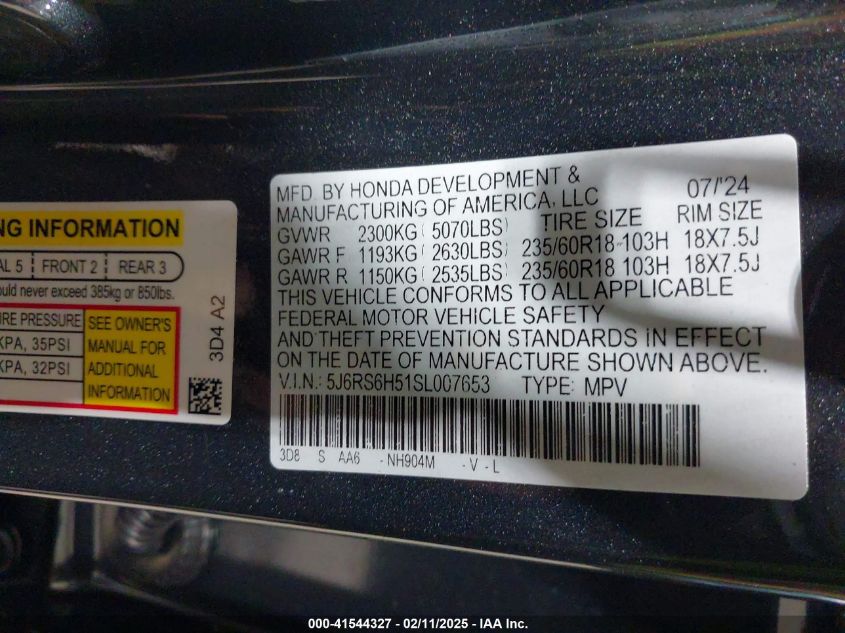 NG INFORMATION
AL 5 FRONT 2 REAR 3
ould never exceed 385kg or 850lbs.
IRE PRESSURE SEE OWNER'S
KPA, 35PSI MANUAL FOR
ADDITIONAL
KPA, 32PSI INFORMATION
3D4 A2
MFD. BY HONDA DEVELOPMENT & 07/'24
MANUFACTURING OF AMERICA, LLC
GVWR 2300KG( 5070LBS) TIRE SIZE RIM SIZE
GAWR F 1193KG( 2630LBS) 235/60R18 103H 18X7.5J
GAWR R 1150KG( 2535LBS) 235/60R18 103H 18X7.5J
THIS VEHICLE CONFORMS TO ALL APPLICABLE
FEDERAL MOTOR VEHICLE SAFETY
AND THEFT PREVENTION STANDARDS IN EFFECT
ON THE DATE OF MANUFACTURE SHOWN ABOVE.
V.I.N.: 5J6RS6H51SL007653 TYPE: MPV
3D8 S AA6 -NH904M -V-L
000-41544327 - 02/11/2025 - IAA Inc.